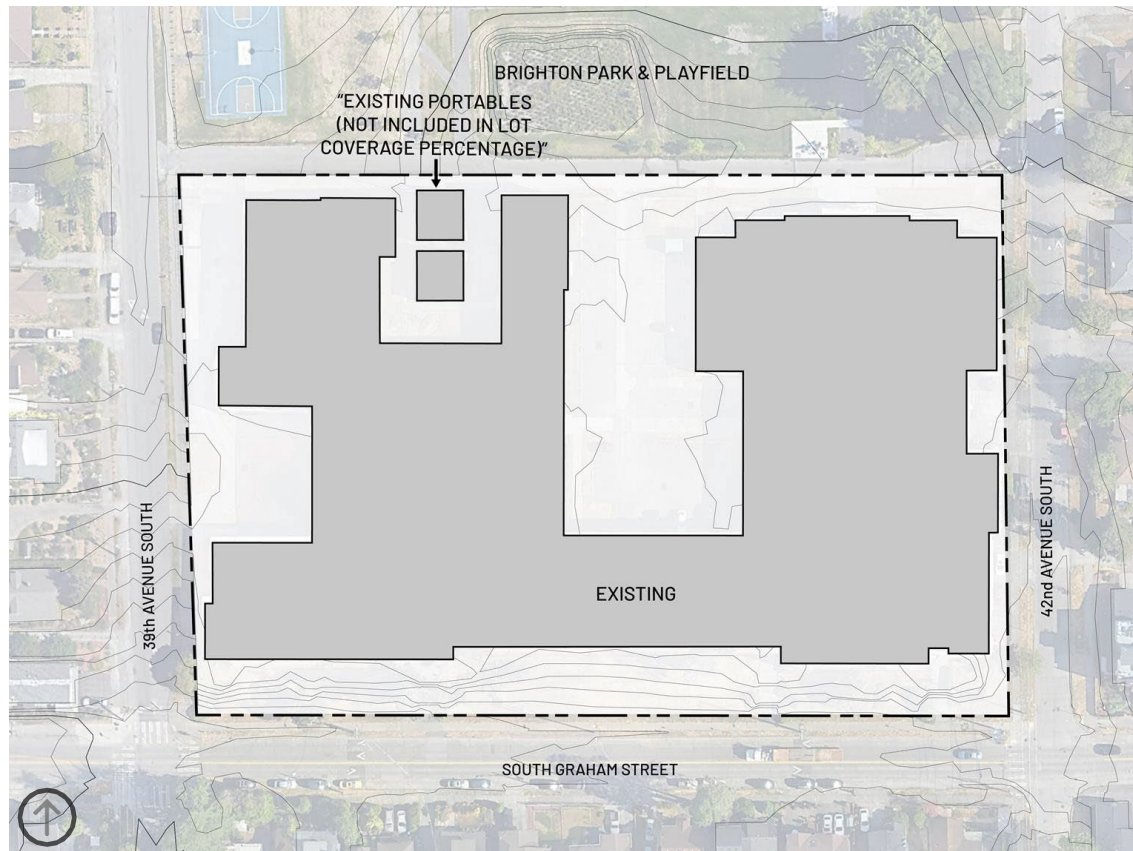 BRIGHTON PARK & PLAYFIELD
"EXISTING PORTABLES
(NOT INCLUDED IN LOT
COVERAGE PERCENTAGE)"
39th AVENUE SOUTH
42nd AVENUE SOUTH
EXISTING
SOUTH GRAHAM STREET